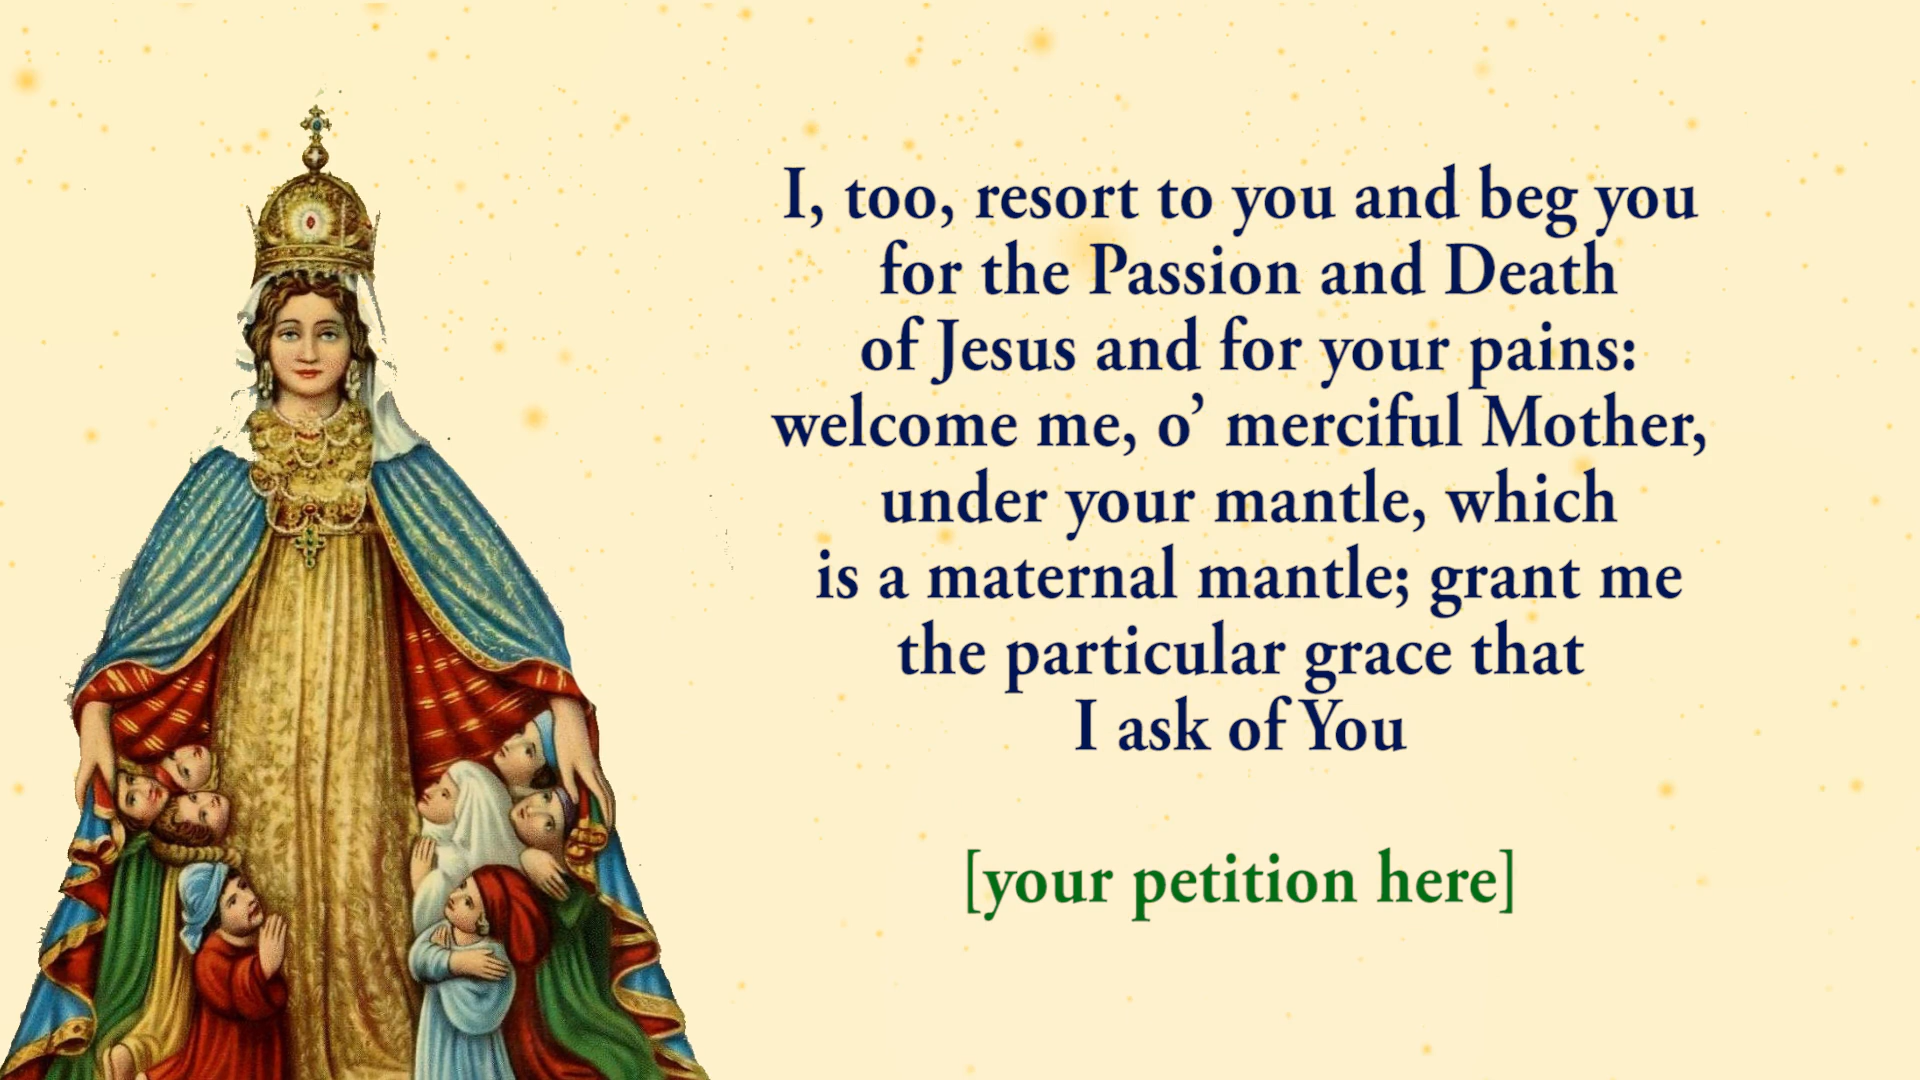 I, too, resort to you and beg you
for the Passion and Death
of Jesus and for your pains:
welcome me, o’ merciful Mother,
under your mantle, which
is a maternal mantle; grant me
the particular grace that
I ask of You
[your petition here]